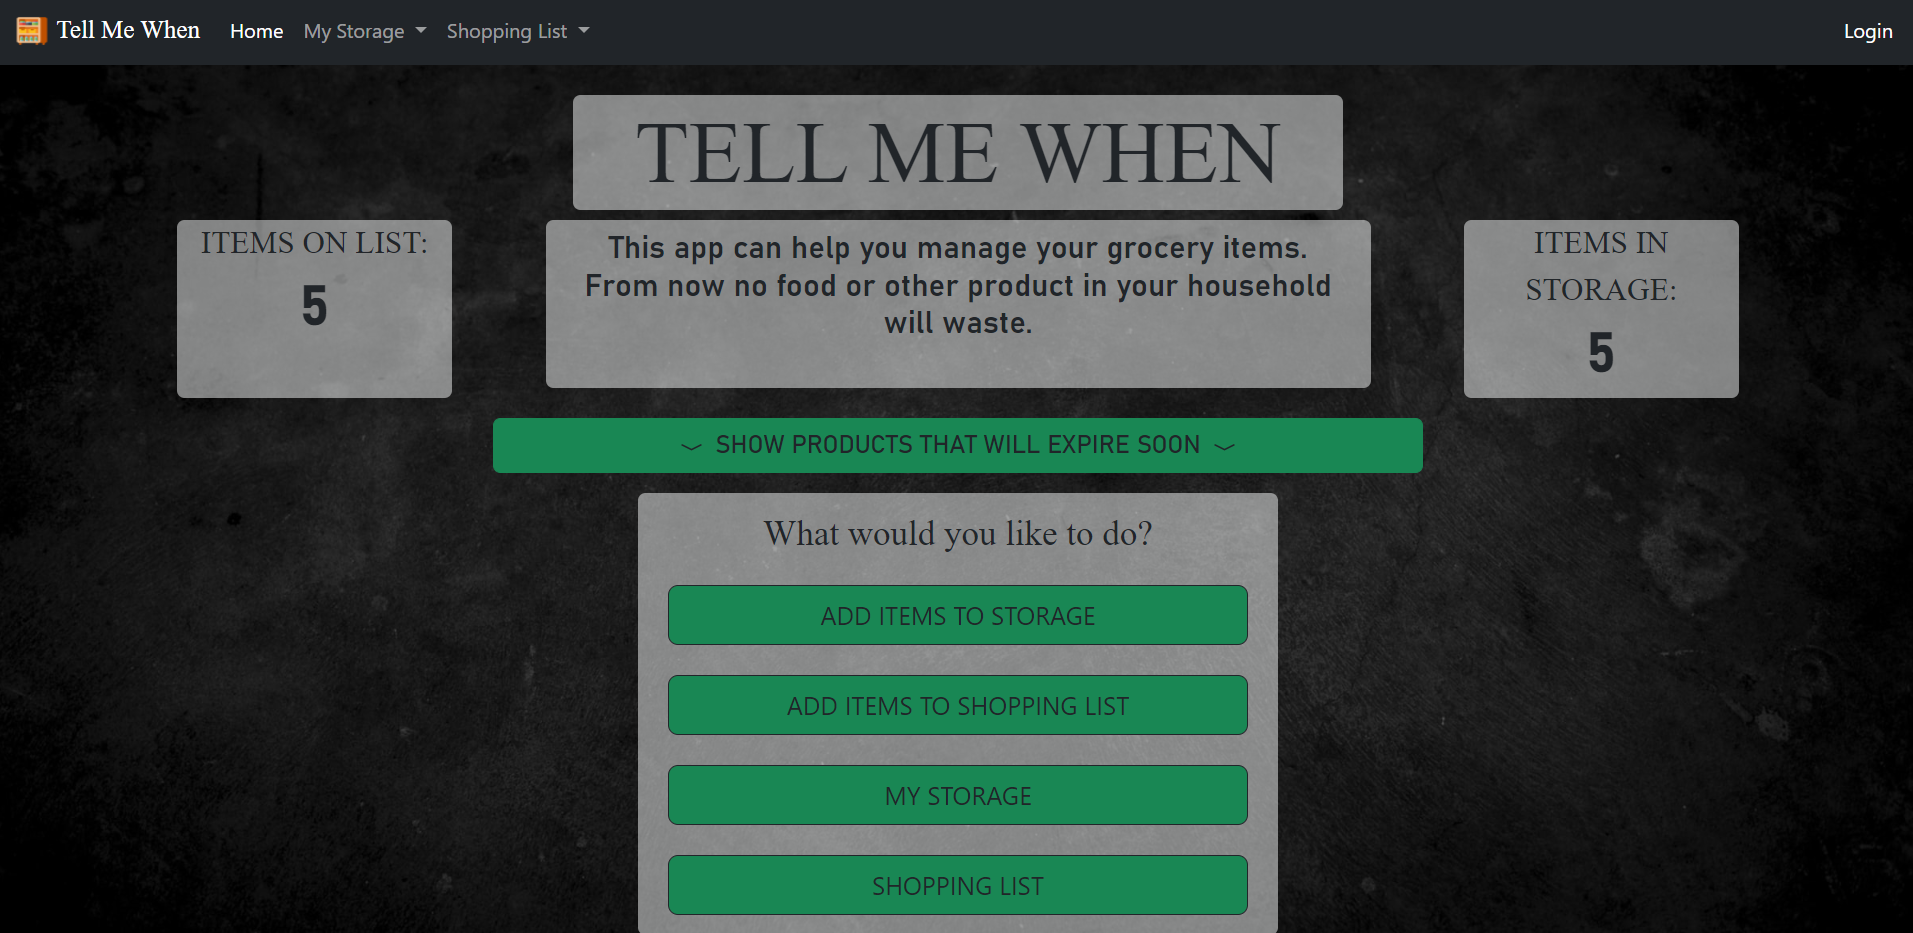 Tell Me When Home My Storage Shopping List Login
TELL ME WHEN
ITEMS ON LIST:
5
This app can help you manage your grocery items.
From now no food or other product in your household
will waste.
ITEMS IN
STORAGE:
5
SHOW PRODUCTS THAT WILL EXPIRE SOON
What would you like to do?
ADD ITEMS TO STORAGE
ADD ITEMS TO SHOPPING LIST
MY STORAGE
SHOPPING LIST